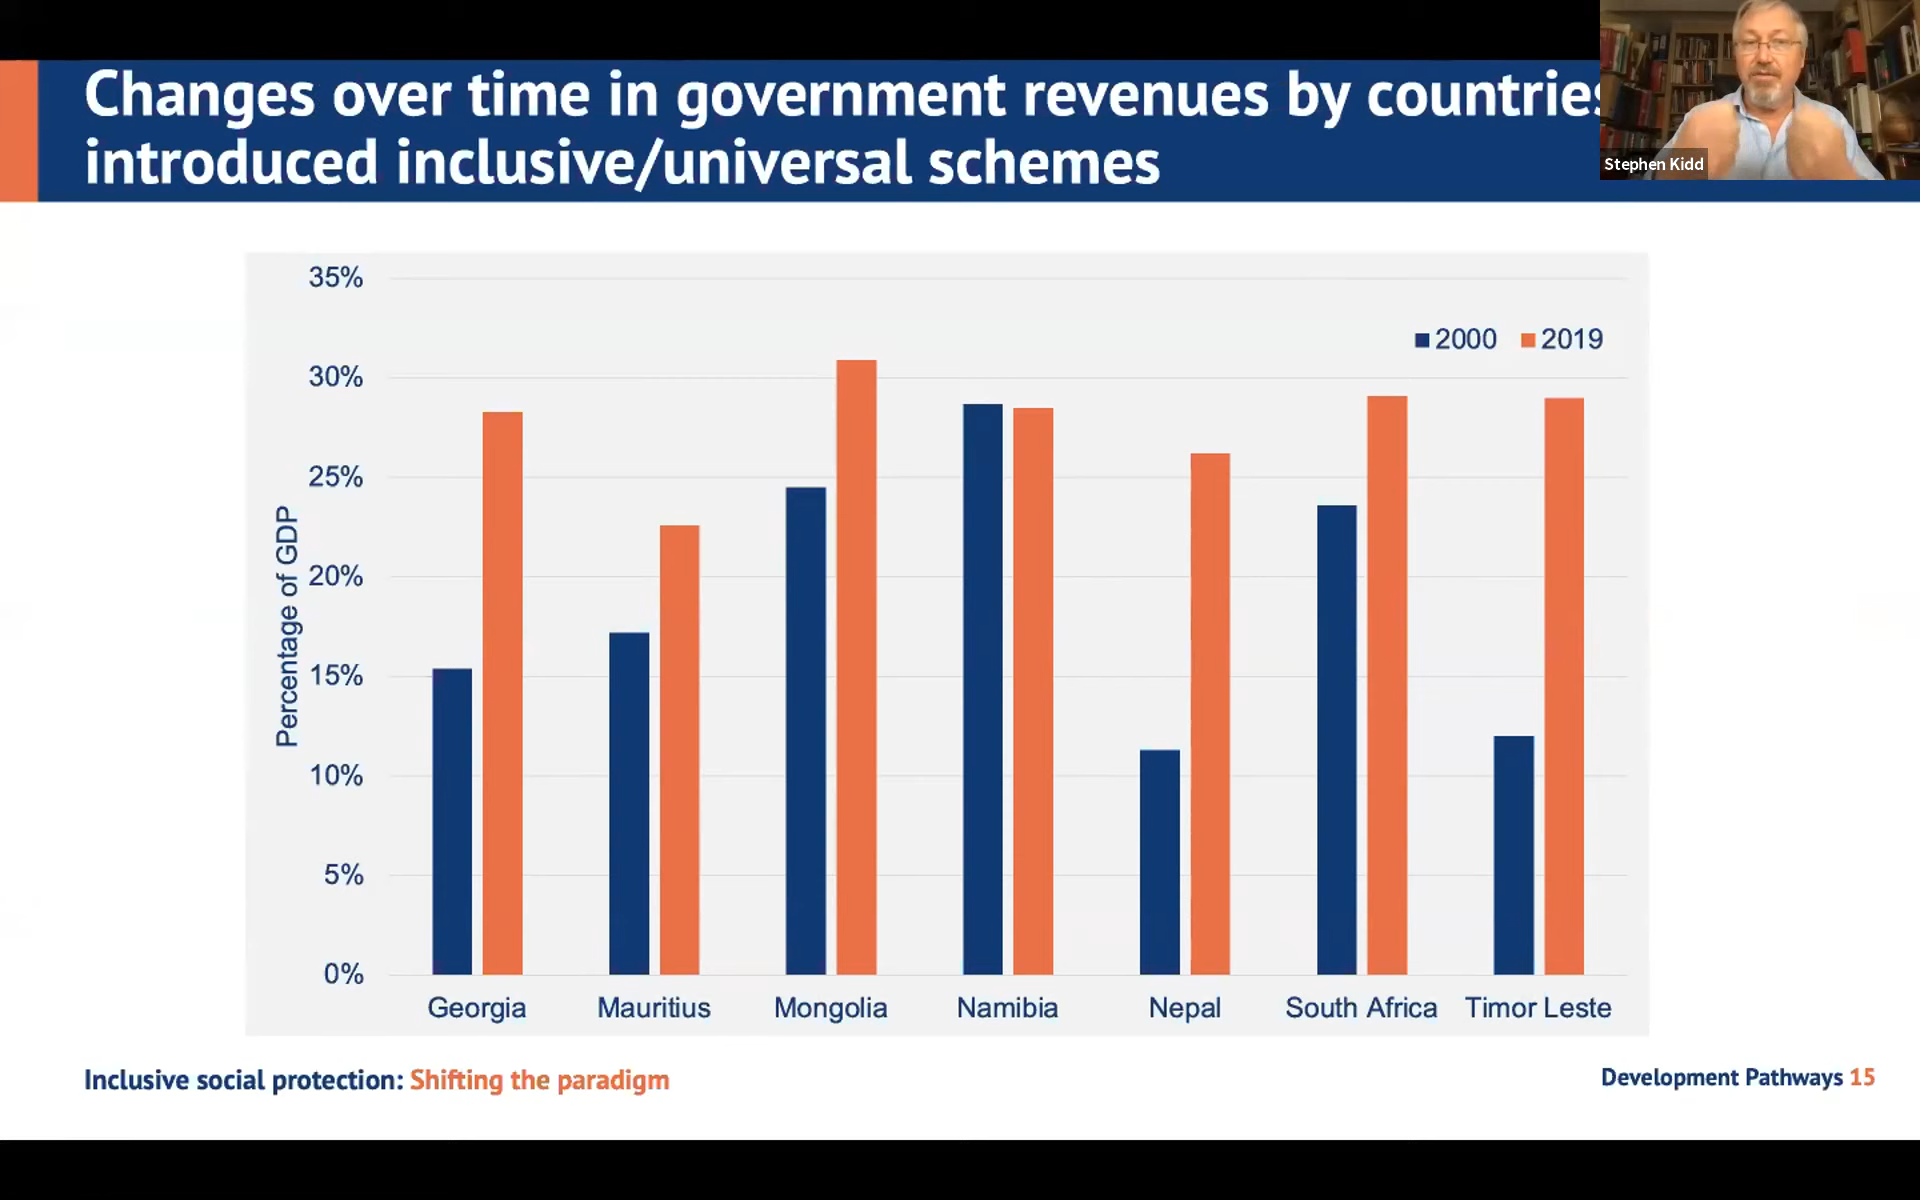 Changes over time in government revenues by countries
introduced inclusive/universal schemes
Stephen Kidd
35%
2000 2019
30%
25%
20%
15%
10%
5%
0%
Percentage of GDP
Georgia Mauritius Mongolia Namibia Nepal South Africa Timor Leste
Inclusive social protection: Shifting the paradigm
Development Pathways 15